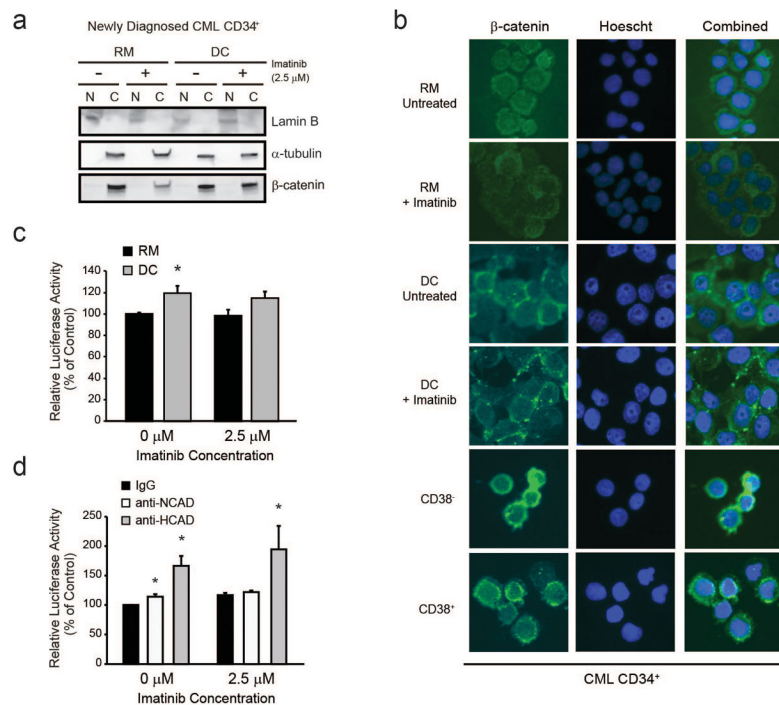 a
Newly Diagnosed CML CD34⁺
RM DC
Imatinib
(2.5 µM)
- + - +
N C N C N C N C
Lamin B
α-tubulin
β-catenin
b
β-catenin Hoescht Combined
RM
Untreated
RM
+ Imatinib
DC
Untreated
DC
+ Imatinib
CD38⁻
CD38⁺
CML CD34⁺
c
RM
DC
Relative Luciferase Activity
(% of Control)
140
120
100
80
60
40
20
0
*
0 µM 2.5 µM
Imatinib Concentration
d
IgG
anti-NCAD
anti-HCAD
Relative Luciferase Activity
(% of Control)
250
200
150
100
50
0
* * *
0 µM 2.5 µM
Imatinib Concentration